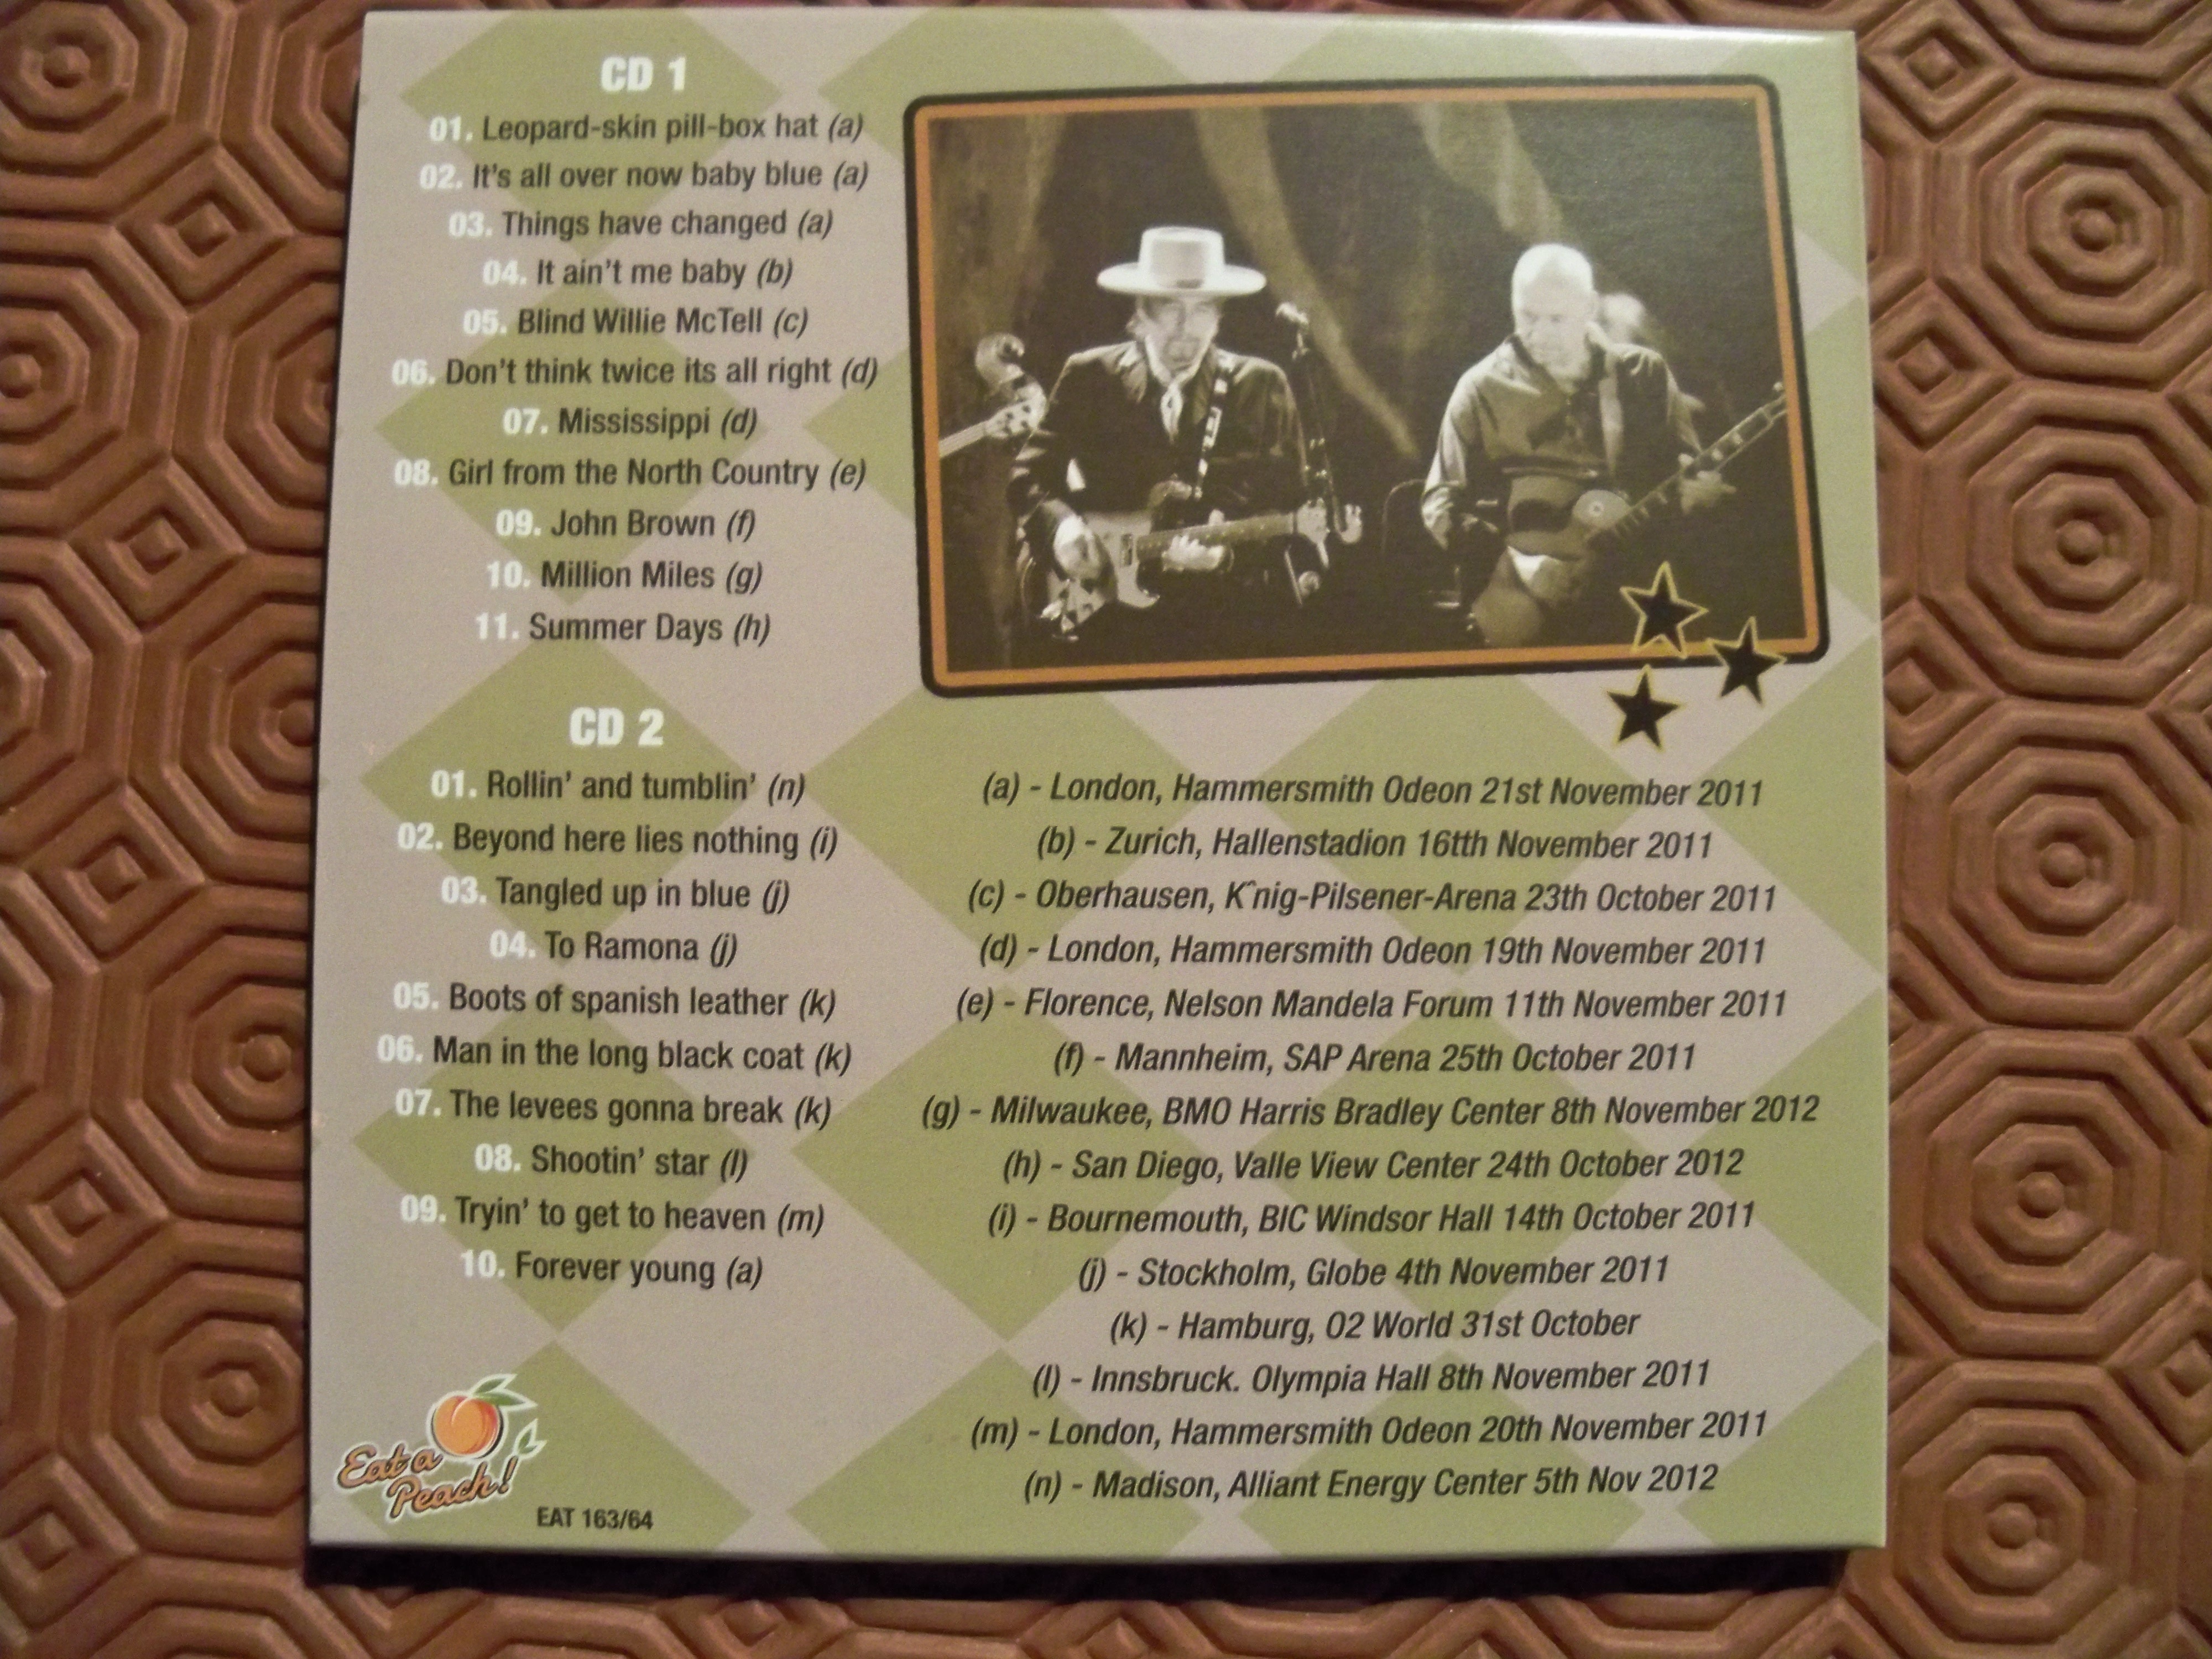 CD 1
01. Leopard-skin pill-box hat (a)
02. It's all over now baby blue (a)
03. Things have changed (a)
04. It ain't me baby (b)
05. Blind Willie McTell (c)
06. Don't think twice its all right (d)
07. Mississippi (d)
08. Girl from the North Country (e)
09. John Brown (f)
10. Million Miles (g)
11. Summer Days (h)
CD 2
01. Rollin' and tumblin' (n)
02. Beyond here lies nothing (i)
03. Tangled up in blue (j)
04. To Ramona (j)
05. Boots of spanish leather (k)
06. Man in the long black coat (k)
07. The levees gonna break (k)
08. Shootin' star (l)
09. Tryin' to get to heaven (m)
10. Forever young (a)
(a) - London, Hammersmith Odeon 21st November 2011
(b) - Zurich, Hallenstadion 16tth November 2011
(c) - Oberhausen, K^nig-Pilsener-Arena 23th October 2011
(d) - London, Hammersmith Odeon 19th November 2011
(e) - Florence, Nelson Mandela Forum 11th November 2011
(f) - Mannheim, SAP Arena 25th October 2011
(g) - Milwaukee, BMO Harris Bradley Center 8th November 2012
(h) - San Diego, Valle View Center 24th October 2012
(i) - Bournemouth, BIC Windsor Hall 14th October 2011
(j) - Stockholm, Globe 4th November 2011
(k) - Hamburg, O2 World 31st October
(l) - Innsbruck. Olympia Hall 8th November 2011
(m) - London, Hammersmith Odeon 20th November 2011
(n) - Madison, Alliant Energy Center 5th Nov 2012
Eat a
Peach!
EAT 163/64